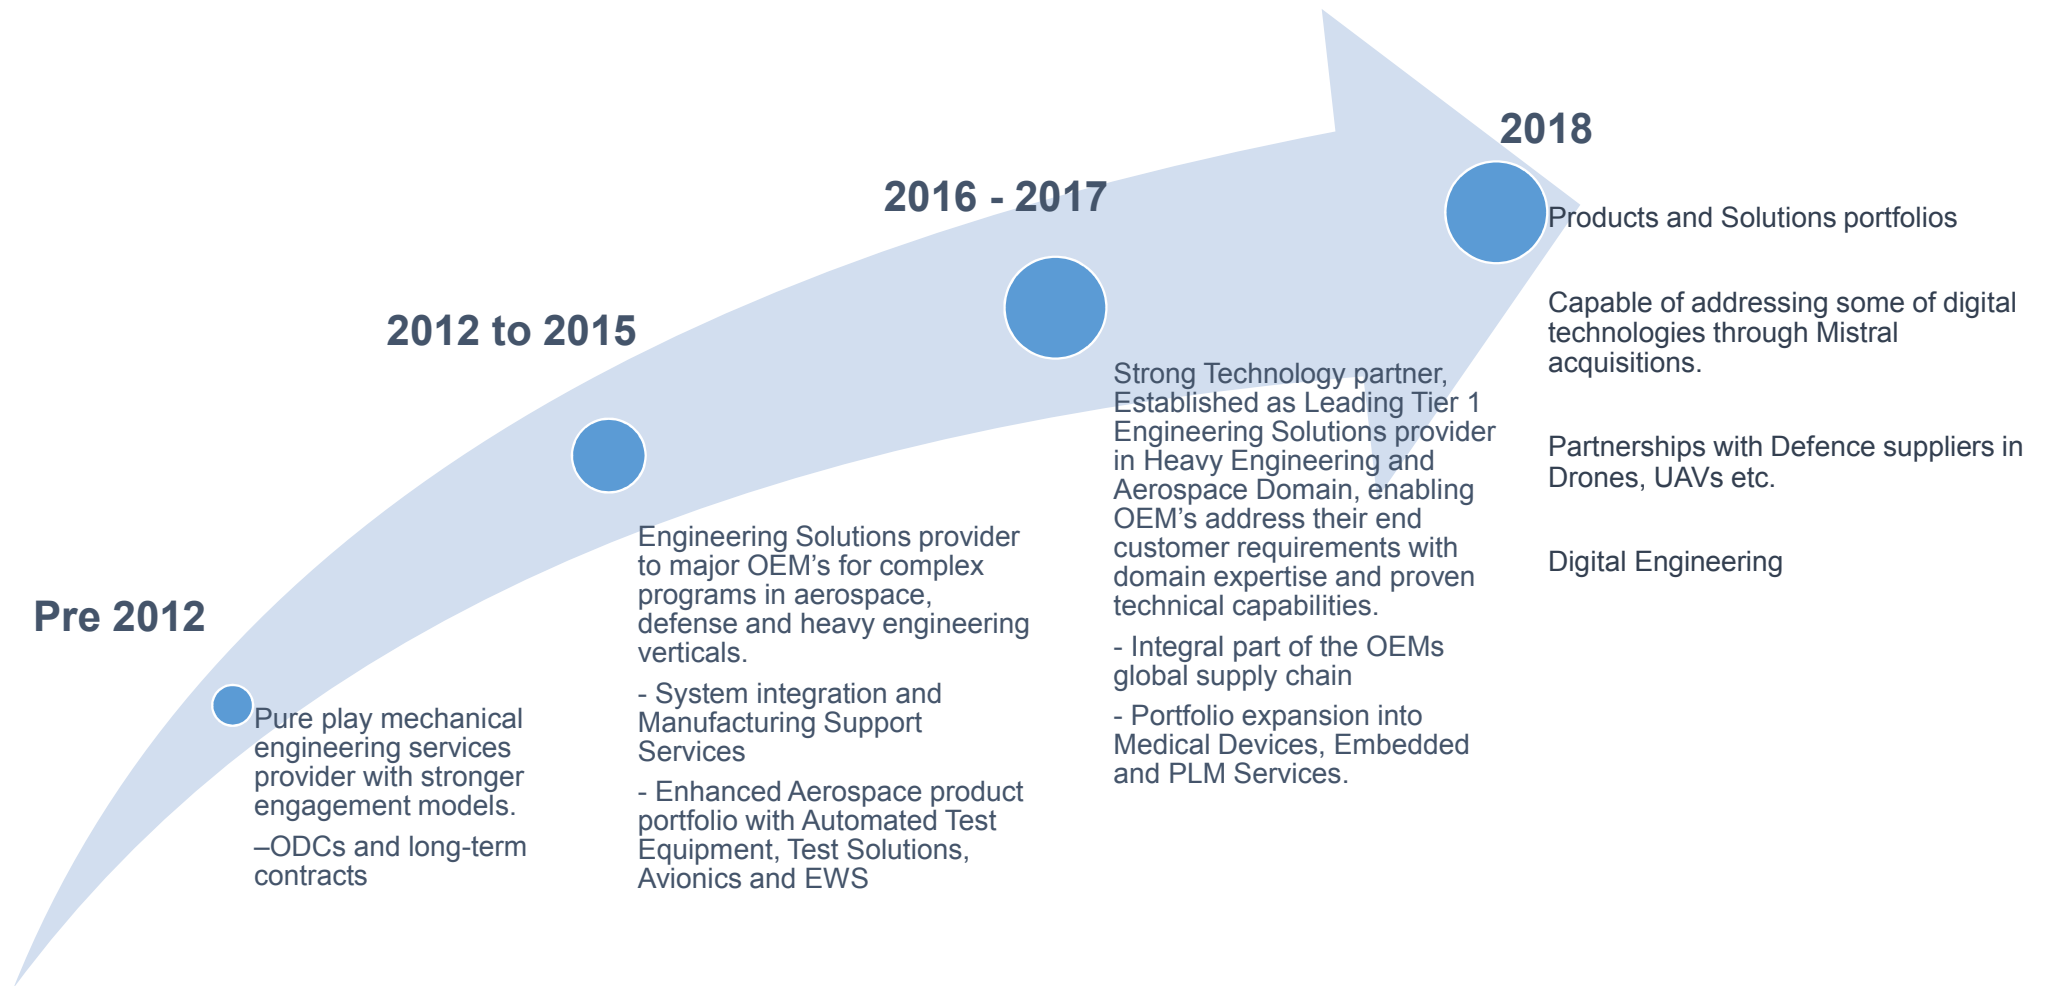 Pre 2012
Pure play mechanical
engineering services
provider with stronger
engagement models.
–ODCs and long-term
contracts
2012 to 2015
Engineering Solutions provider
to major OEM’s for complex
programs in aerospace,
defense and heavy engineering
verticals.
- System integration and
Manufacturing Support
Services
- Enhanced Aerospace product
portfolio with Automated Test
Equipment, Test Solutions,
Avionics and EWS
2016 - 2017
Strong Technology partner,
Established as Leading Tier 1
Engineering Solutions provider
in Heavy Engineering and
Aerospace Domain, enabling
OEM’s address their end
customer requirements with
domain expertise and proven
technical capabilities.
- Integral part of the OEMs
global supply chain
- Portfolio expansion into
Medical Devices, Embedded
and PLM Services.
2018
Products and Solutions portfolios
Capable of addressing some of digital
technologies through Mistral
acquisitions.
Partnerships with Defence suppliers in
Drones, UAVs etc.
Digital Engineering